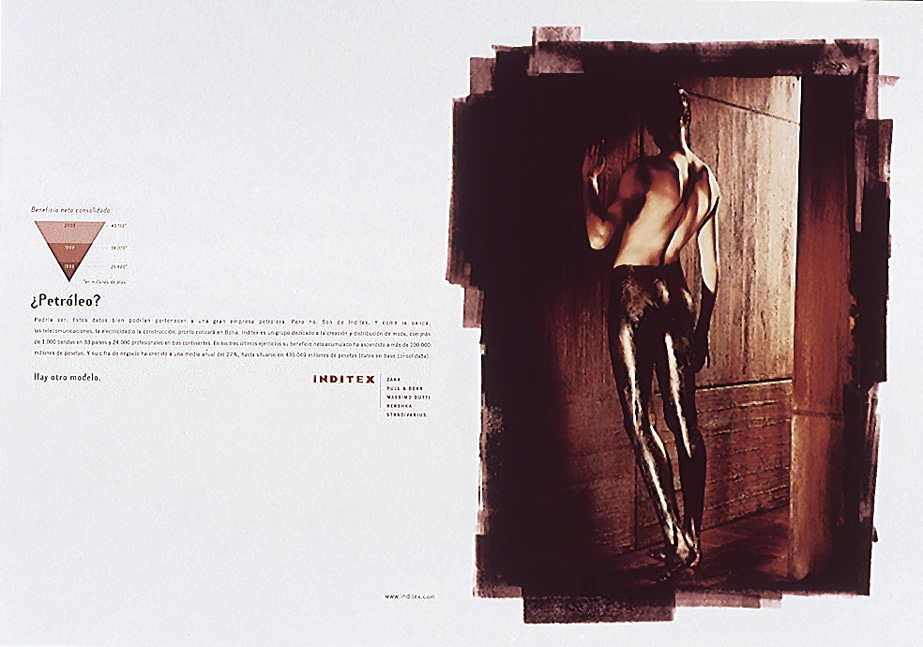 Beneficio neto consolidado
2000
1999
1998
*en millones de ptas.
¿Petróleo?
Podría ser. Estos datos bien podrían pertenecer a una gran empresa petrolera. Pero no. Son de Inditex. Y como la banca,
las telecomunicaciones, la electricidad o la construcción, pronto cotizará en Bolsa. Inditex es un grupo dedicado a la creación y distribución de moda, con más
de 1.000 tiendas en 33 países y 24.000 profesionales en tres continentes. En los tres últimos ejercicios su beneficio neto acumulado ha ascendido a más de 100.000
millones de pesetas. Y su cifra de negocio ha crecido a una media anual del 27%, hasta situarse en 435.049 millones de pesetas (datos en base consolidada).
Hay otro modelo.
INDITEX
ZARA
PULL & BEAR
MASSIMO DUTTI
BERSHKA
STRADIVARIUS
www.inditex.com